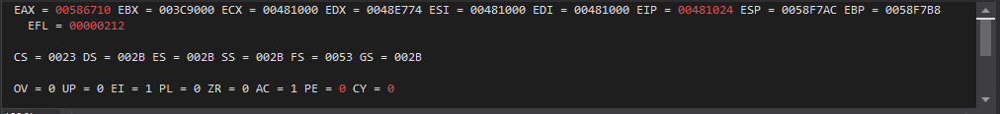 EAX = 00586710 EBX = 003C9000 ECX = 00481000 EDX = 0048E774 ESI = 00481000 EDI = 00481000 EIP = 00481024 ESP = 0058F7AC EBP = 0058F7B8
EFL = 00000212
CS = 0023 DS = 002B ES = 002B SS = 002B FS = 0053 GS = 002B
OV = 0 UP = 0 EI = 1 PL = 0 ZR = 0 AC = 1 PE = 0 CY = 0